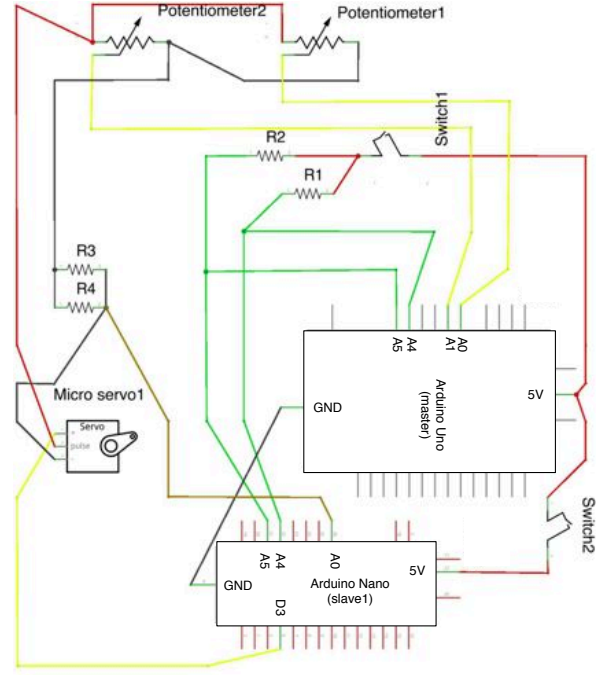 Potentiometer2
Potentiometer1
Switch1
R2
R1
R3
R4
A5
A4
A1
A0
Micro servo1
Servo
pulse
GND
Arduino Uno
(master)
5V
Switch2
A5
A4
A0
GND
Arduino Nano
(slave1)
5V
D3